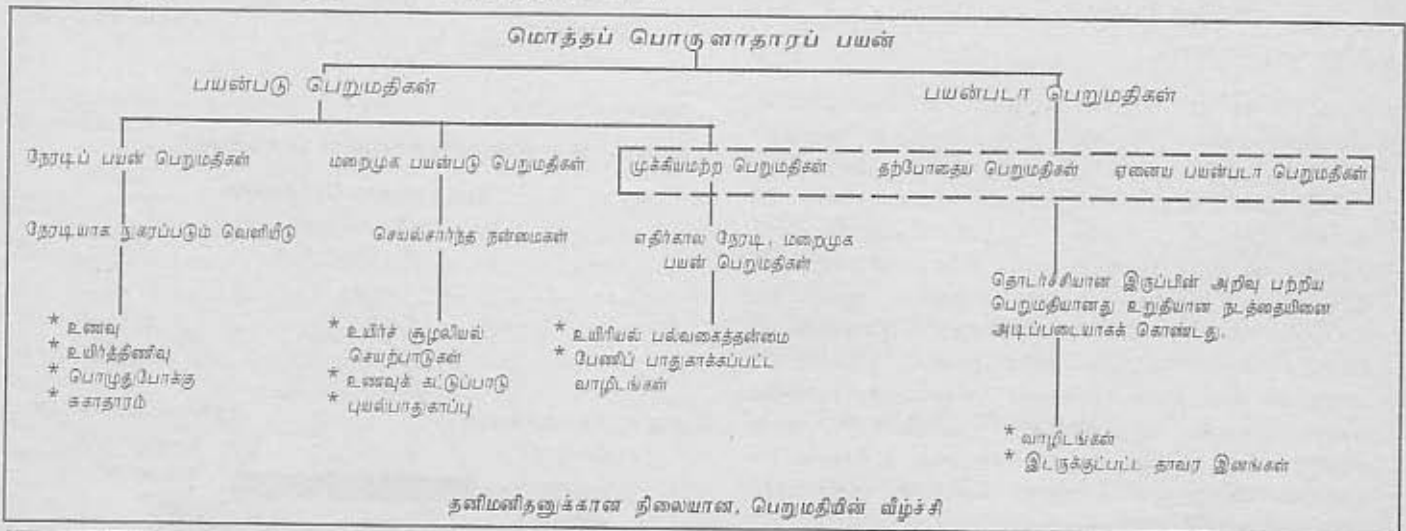 மொத்தப் பொருளாதாரப் பயன்
பயன்படு பெறுமதிகள்
பயன்படா பெறுமதிகள்
நேரடிப் பயன் பெறுமதிகள்
மறைமுக பயன்படு பெறுமதிகள்
முக்கியமற்ற பெறுமதிகள்
தற்போதைய பெறுமதிகள்
ஏனைய பயன்படா பெறுமதிகள்
நேரடியாக நுகரப்படும் வெளியீடு
செயல்சார்ந்த நன்மைகள்
எதிர்கால நேரடி, மறைமுக
பயன் பெறுமதிகள்
தொடர்ச்சியான இருப்பின் அறிவு பற்றிய
பெறுமதியானது உறுதியான நடத்தையினை
அடிப்படையாகக் கொண்டது.
* உணவு
* உயிர்த்திணிவு
* பொழுதுபோக்கு
* சுகாதாரம்
* உயிர்ச் சூழலியல்
செயற்பாடுகள்
* உணவுக் கட்டுப்பாடு
* புயல்பாதுகாப்பு
* உயிரியல் பல்வகைத்தன்மை
* பேணிப் பாதுகாக்கப்பட்ட
வாழிடங்கள்
* வாழிடங்கள்
* இடருக்குட்பட்ட தாவர இனங்கள்
தனிமனிதனுக்கான நிலையான, பெறுமதியின் வீழ்ச்சி